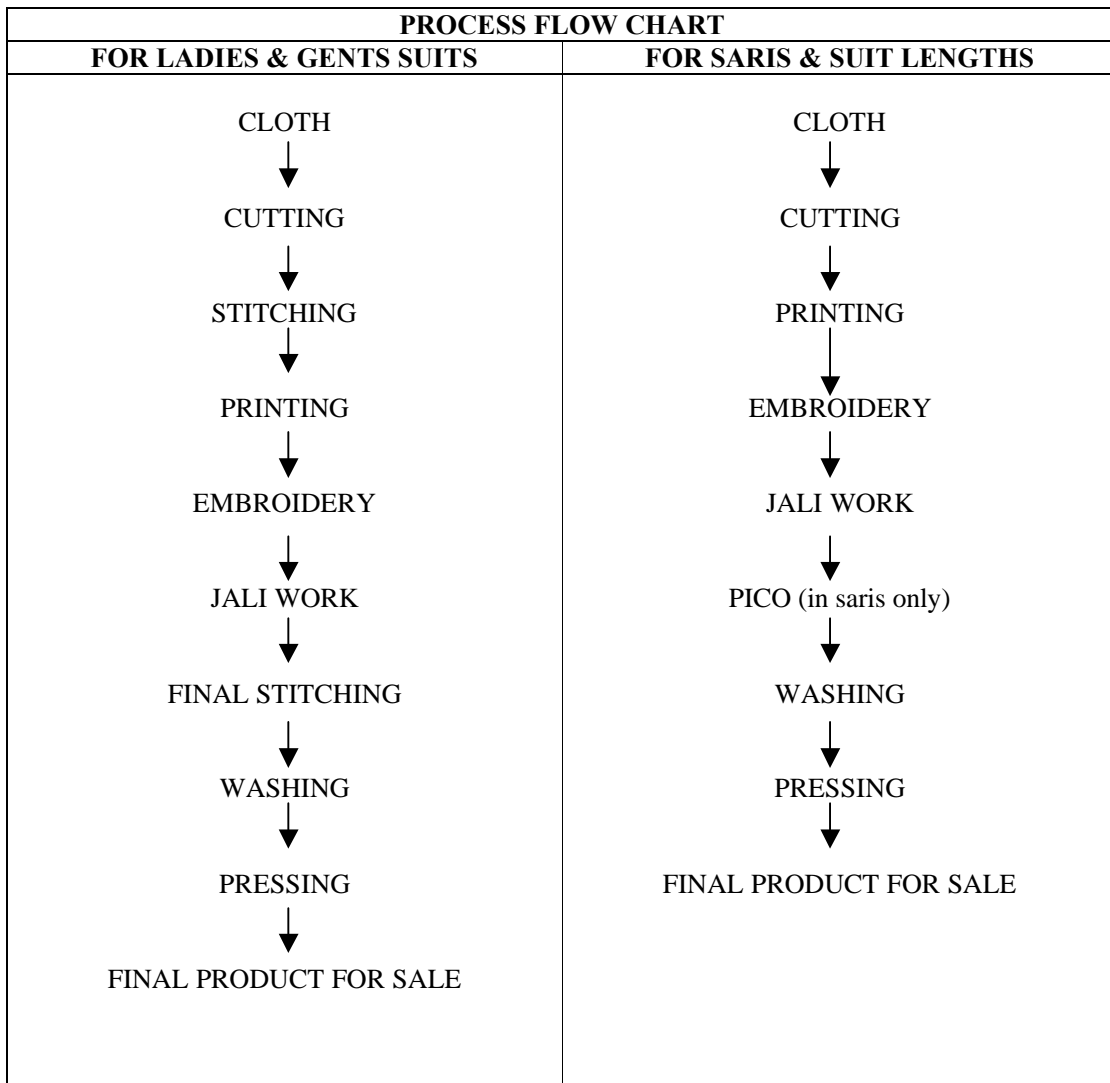 PROCESS FLOW CHART
FOR LADIES & GENTS SUITS
CLOTH
CUTTING
STITCHING
PRINTING
EMBROIDERY
JALI WORK
FINAL STITCHING
WASHING
PRESSING
FINAL PRODUCT FOR SALE
FOR SARIS & SUIT LENGTHS
CLOTH
CUTTING
PRINTING
EMBROIDERY
JALI WORK
PICO (in saris only)
WASHING
PRESSING
FINAL PRODUCT FOR SALE